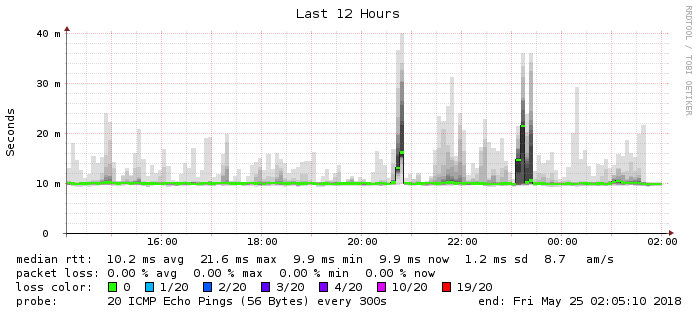 Last 12 Hours
RRDTOOL / TOBI OETIKER
Seconds
40 m
30 m
20 m
10 m
0
16:00 18:00 20:00 22:00 00:00 02:00
median rtt: 10.2 ms avg 21.6 ms max 9.9 ms min 9.9 ms now 1.2 ms sd 8.7 am/s
packet loss: 0.00 % avg 0.00 % max 0.00 % min 0.00 % now
loss color: 0 1/20 2/20 3/20 4/20 10/20 19/20
probe: 20 ICMP Echo Pings (56 Bytes) every 300s end: Fri May 25 02:05:10 2018